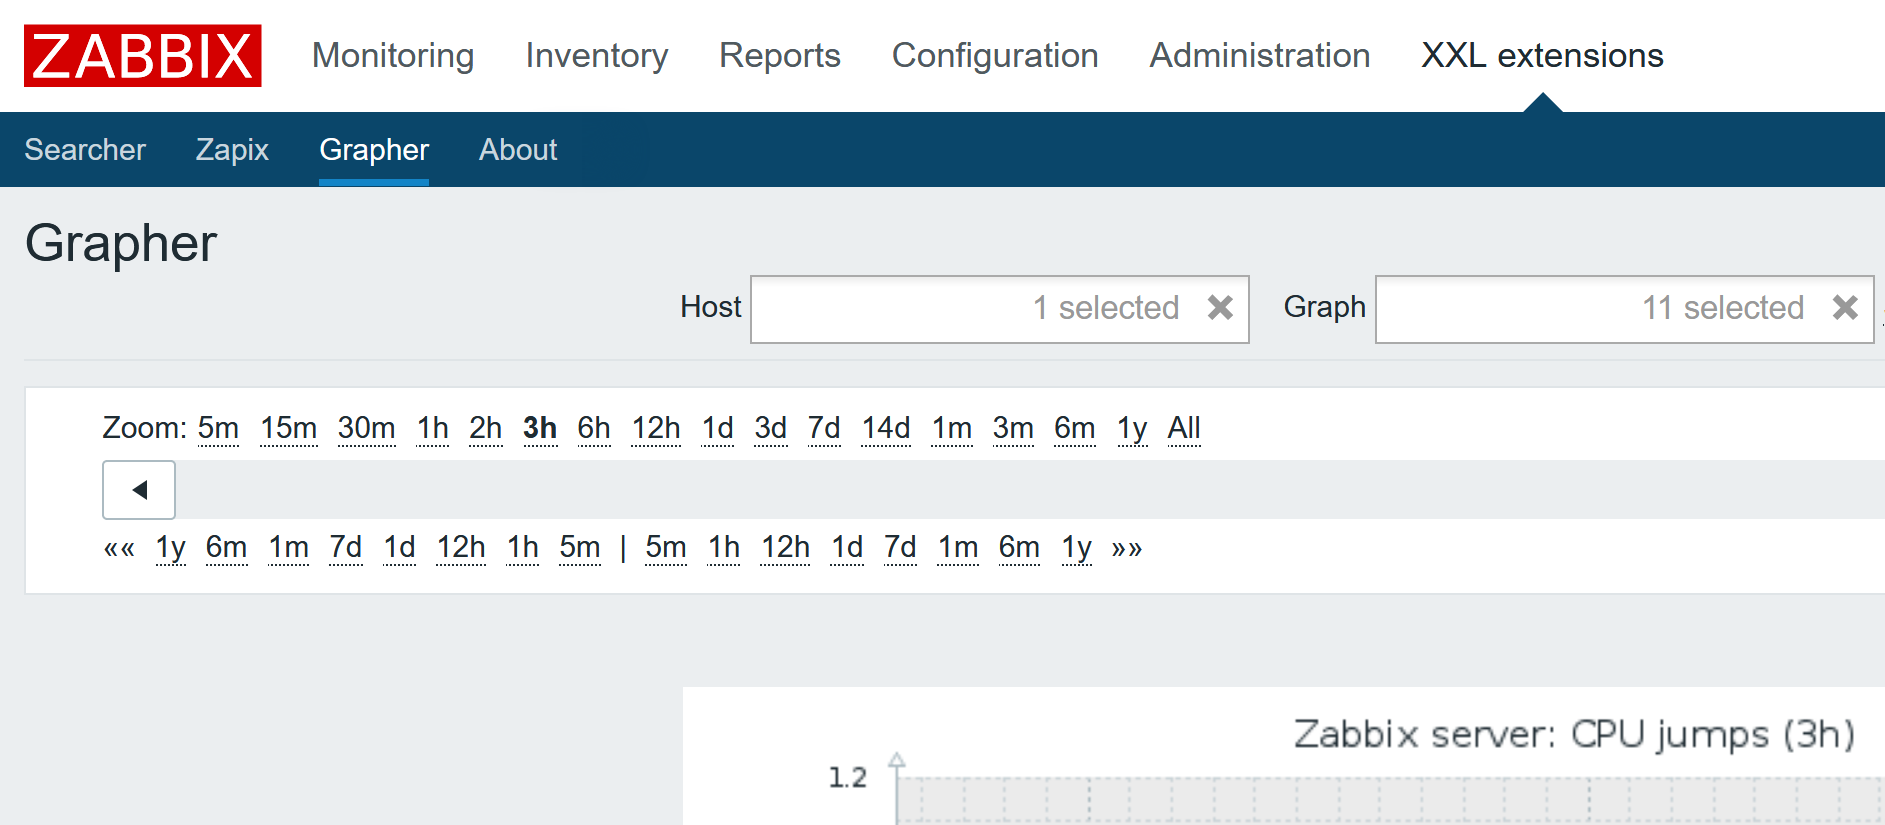 ZABBIX Monitoring Inventory Reports Configuration Administration XXL extensions
Searcher Zapix Grapher About
Grapher
Host 1 selected Graph 11 selected
Zoom: 5m 15m 30m 1h 2h 3h 6h 12h 1d 3d 7d 14d 1m 3m 6m 1y All
«« 1y 6m 1m 7d 1d 12h 1h 5m | 5m 1h 12h 1d 7d 1m 6m 1y »»
Zabbix server: CPU jumps (3h)
1.2